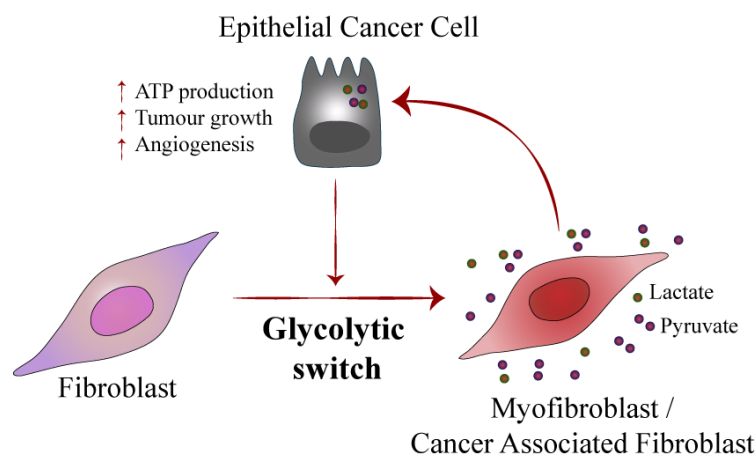 Epithelial Cancer Cell
↑ ATP production
↑ Tumour growth
↑ Angiogenesis
Glycolytic
switch
Fibroblast
Lactate
Pyruvate
Myofibroblast /
Cancer Associated Fibroblast